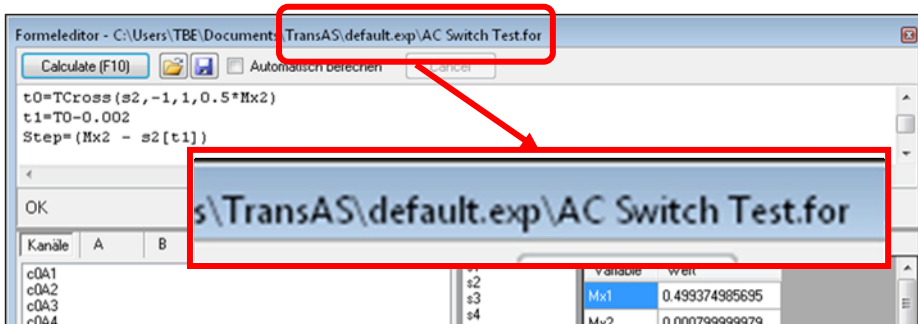 Formeleditor - C:\Users\TBE\Documents\TransAS\default.exp\AC Switch Test.for
Calculate (F10) Automatisch berechen Cancel
t0=TCross(s2,-1,1,0.5*Mx2)
t1=T0-0.002
Step=(Mx2 - s2[t1])
s\TransAS\default.exp\AC Switch Test.for
OK
Kanäle A B
Variable Wert
c0A1
c0A2
c0A3
c0A4
s2
s3
s4
Mx1 0.499374985695
Mx2 0.000799999979